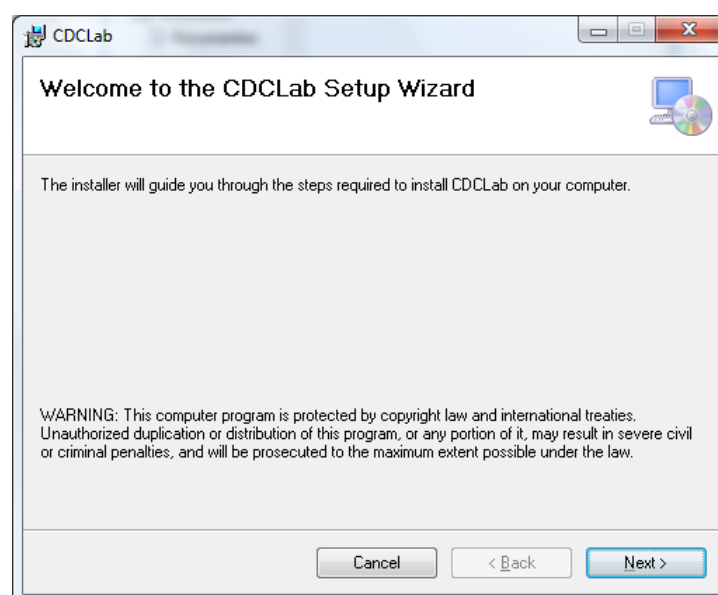 CDCLab
Welcome to the CDCLab Setup Wizard
The installer will guide you through the steps required to install CDCLab on your computer.
WARNING: This computer program is protected by copyright law and international treaties.
Unauthorized duplication or distribution of this program, or any portion of it, may result in severe civil
or criminal penalties, and will be prosecuted to the maximum extent possible under the law.
Cancel
< Back
Next >